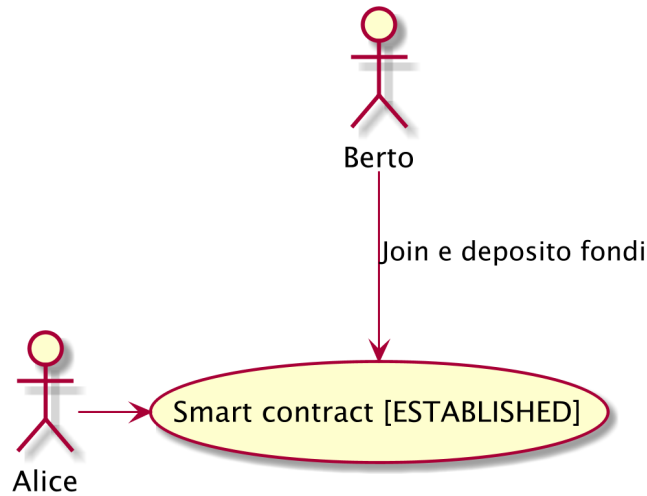 Berto
Join e deposito fondi
Smart contract [ESTABLISHED]
Alice